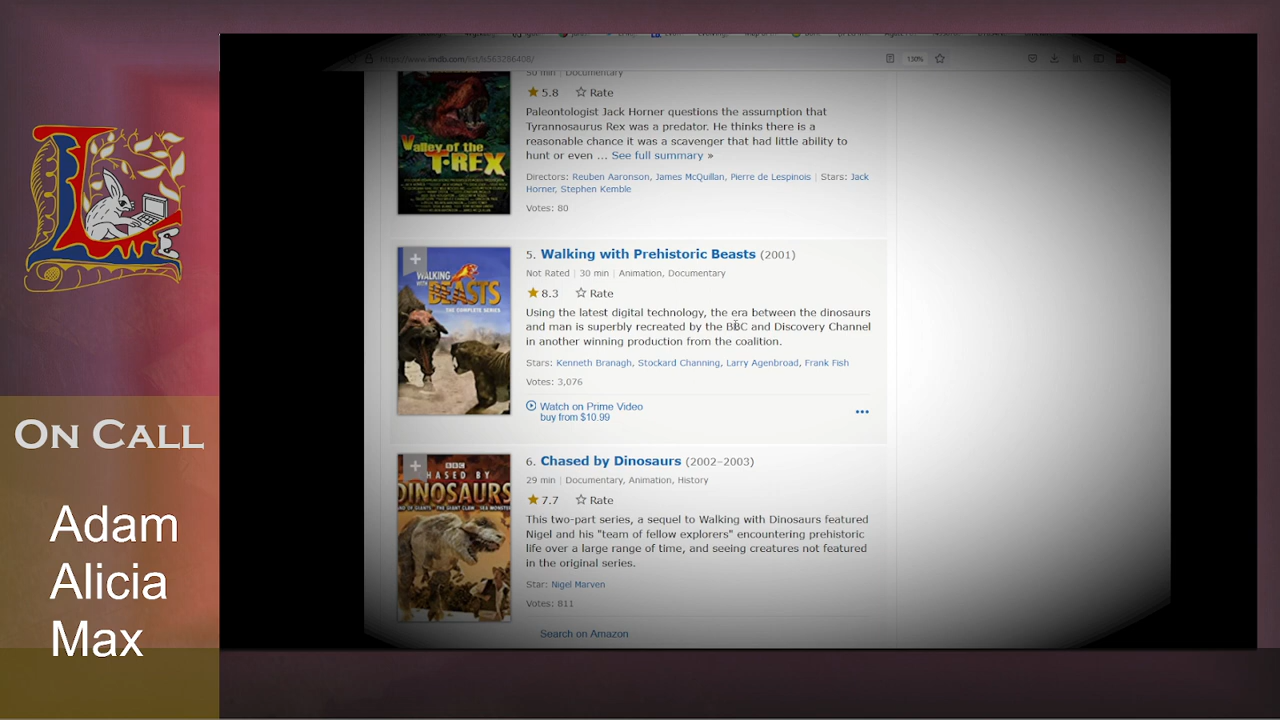 https://www.imdb.com/list/ls563286408/
130%
50 min | Documentary
5.8 Rate
Paleontologist Jack Horner questions the assumption that
Tyrannosaurus Rex was a predator. He thinks there is a
reasonable chance it was a scavenger that had little ability to
hunt or even ... See full summary »
Directors: Reuben Aaronson, James McQuillan, Pierre de Lespinois | Stars: Jack
Horner, Stephen Kemble
Votes: 80
Valley of the
T-REX
5. Walking with Prehistoric Beasts (2001)
Not Rated | 30 min | Animation, Documentary
8.3 Rate
Using the latest digital technology, the era between the dinosaurs
and man is superbly recreated by the BBC and Discovery Channel
in another winning production from the coalition.
Stars: Kenneth Branagh, Stockard Channing, Larry Agenbroad, Frank Fish
Votes: 3,076
Watch on Prime Video
buy from $10.99
WALKING
WITH BEASTS
THE COMPLETE SERIES
6. Chased by Dinosaurs (2002–2003)
29 min | Documentary, Animation, History
7.7 Rate
This two-part series, a sequel to Walking with Dinosaurs featured
Nigel and his "team of fellow explorers" encountering prehistoric
life over a large range of time, and seeing creatures not featured
in the original series.
Star: Nigel Marven
Votes: 811
Search on Amazon
BBC
CHASED BY
DINOSAURS
ON CALL
Adam
Alicia
Max